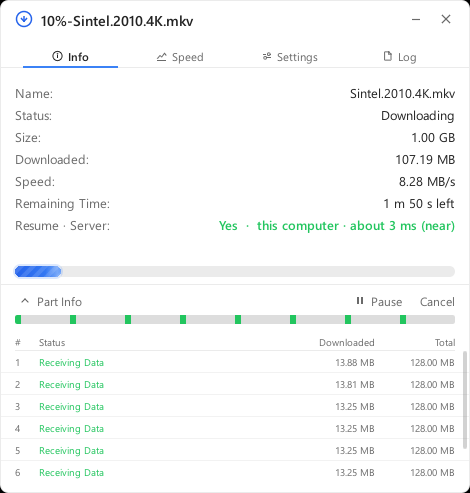 10%-Sintel.2010.4K.mkv
Info Speed Settings Log
Name: Sintel.2010.4K.mkv
Status: Downloading
Size: 1.00 GB
Downloaded: 107.19 MB
Speed: 8.28 MB/s
Remaining Time: 1 m 50 s left
Resume · Server: Yes · this computer · about 3 ms (near)
Part Info Pause Cancel
# Status Downloaded Total
1 Receiving Data 13.88 MB 128.00 MB
2 Receiving Data 13.81 MB 128.00 MB
3 Receiving Data 13.25 MB 128.00 MB
4 Receiving Data 13.25 MB 128.00 MB
5 Receiving Data 13.25 MB 128.00 MB
6 Receiving Data 13.25 MB 128.00 MB